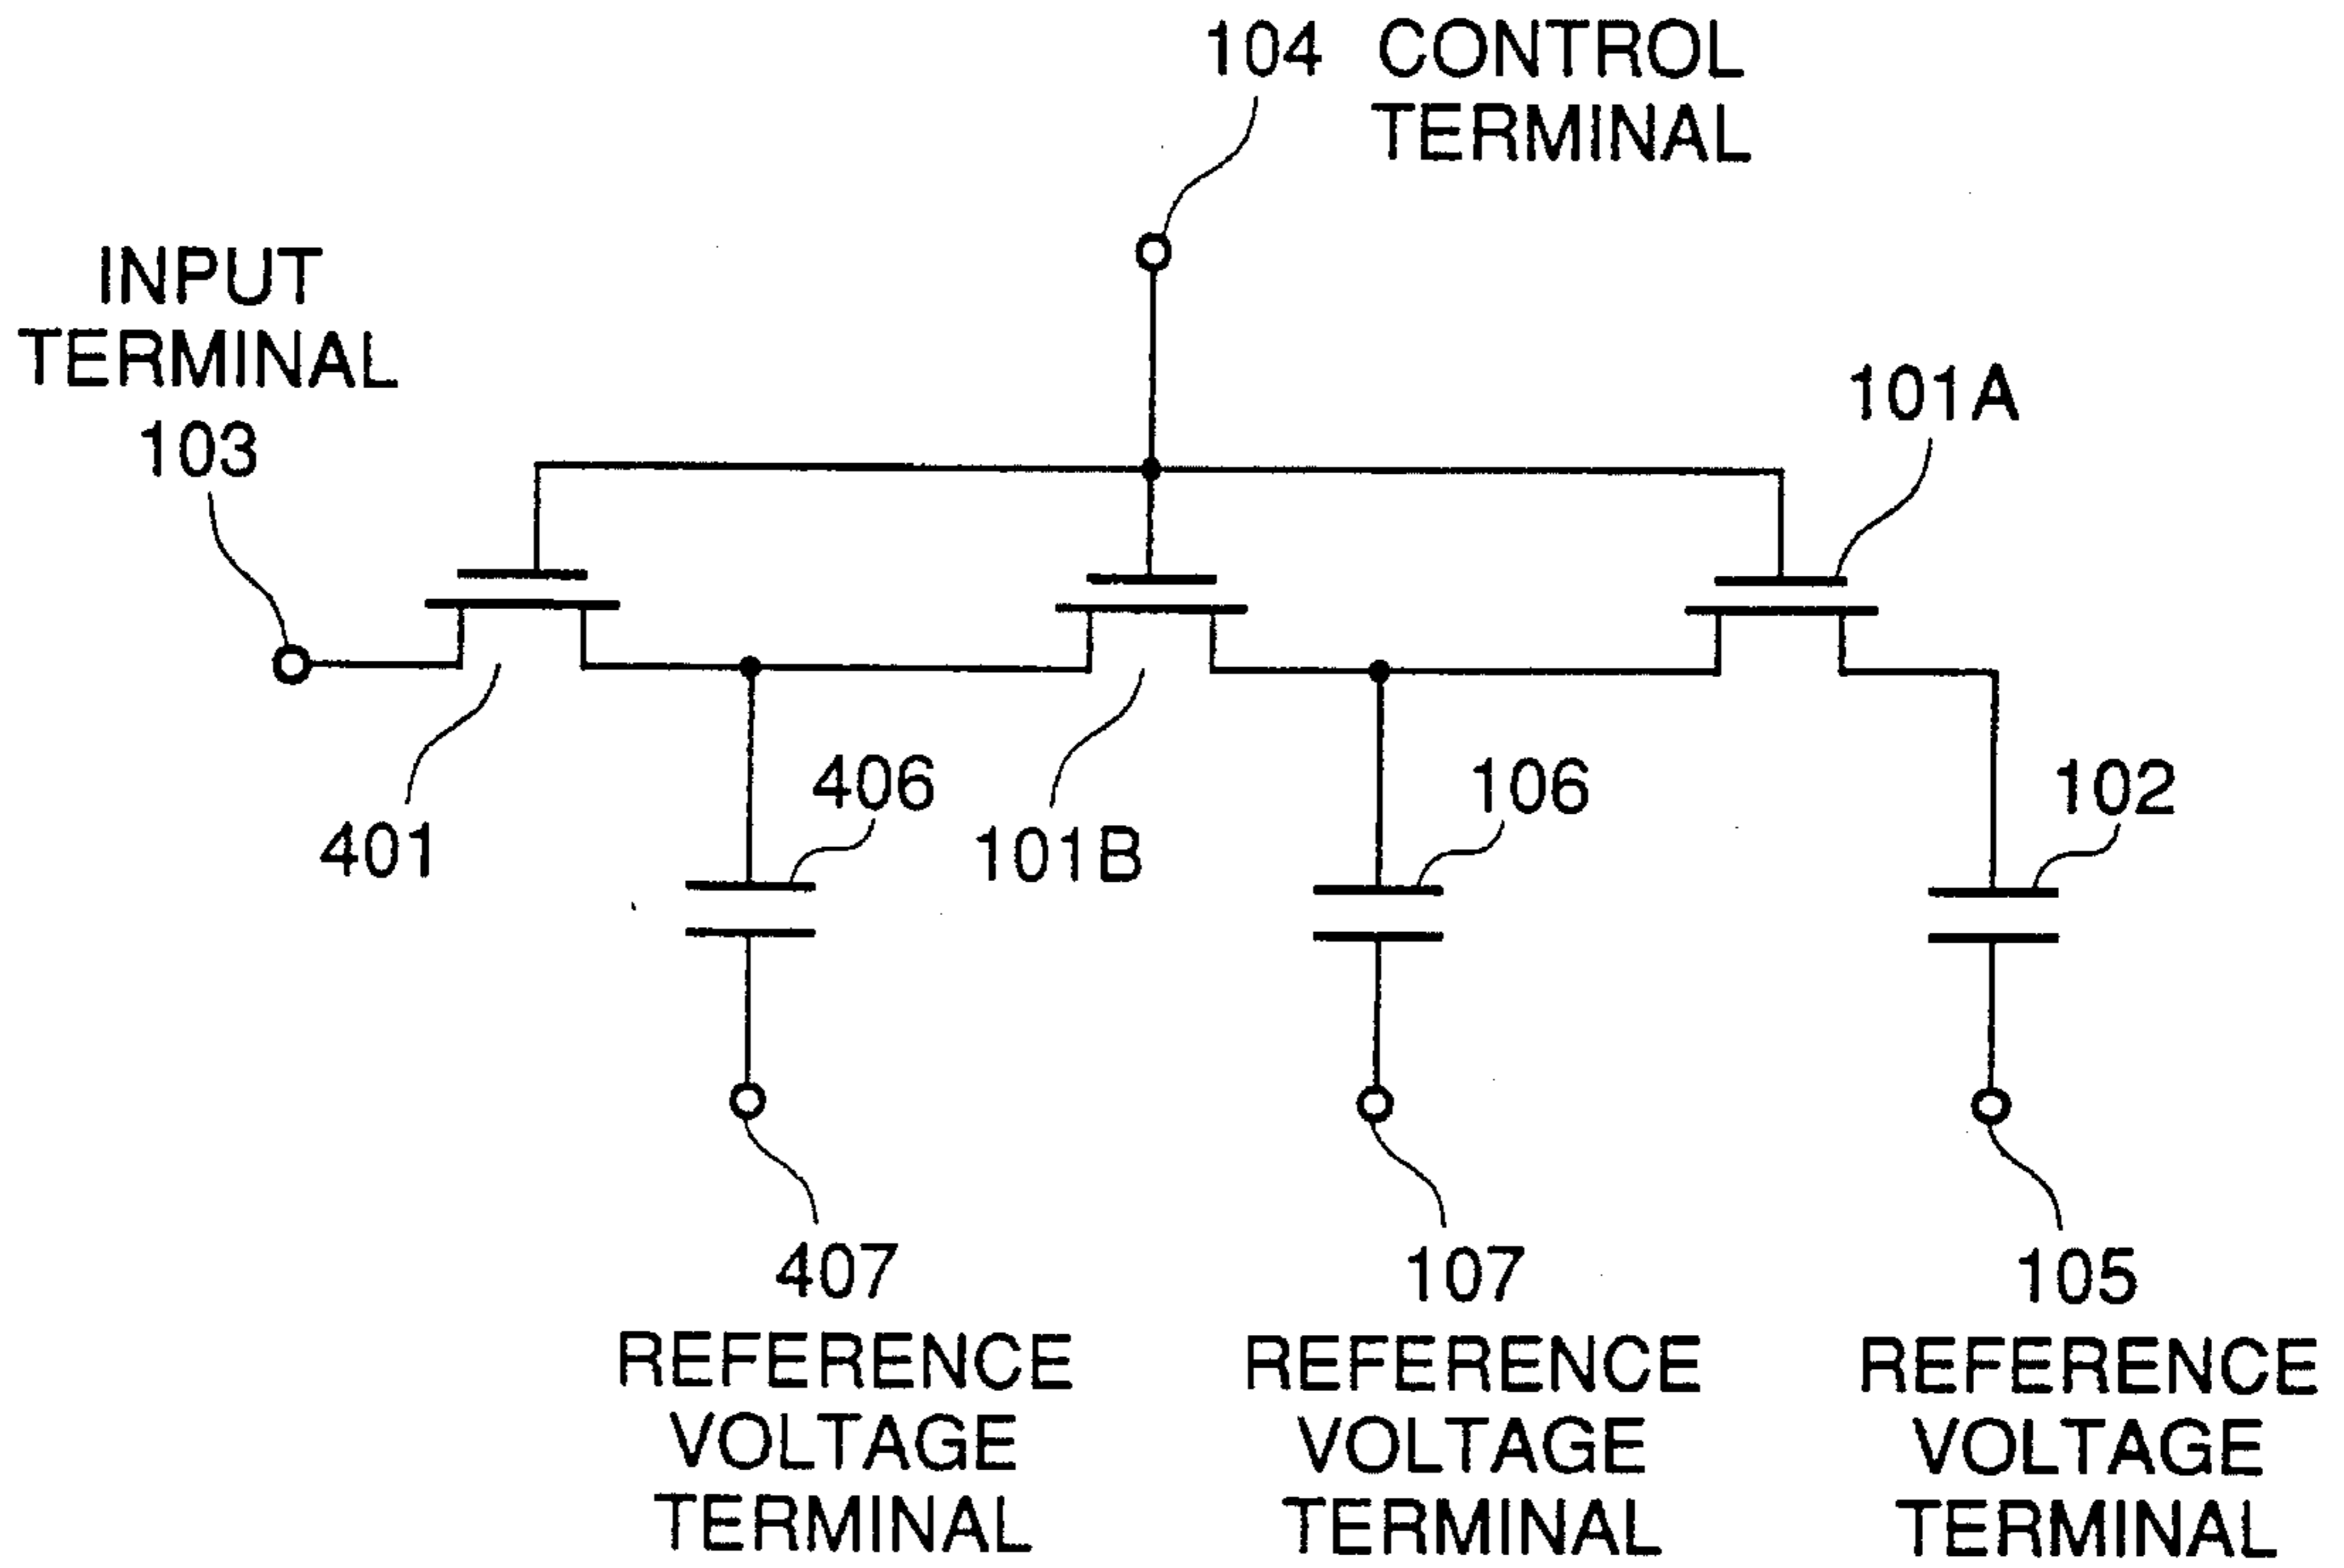 104 CONTROL
TERMINAL
INPUT
TERMINAL
103
101A
401
406
101B
106
102
407
REFERENCE
VOLTAGE
TERMINAL
107
REFERENCE
VOLTAGE
TERMINAL
105
REFERENCE
VOLTAGE
TERMINAL